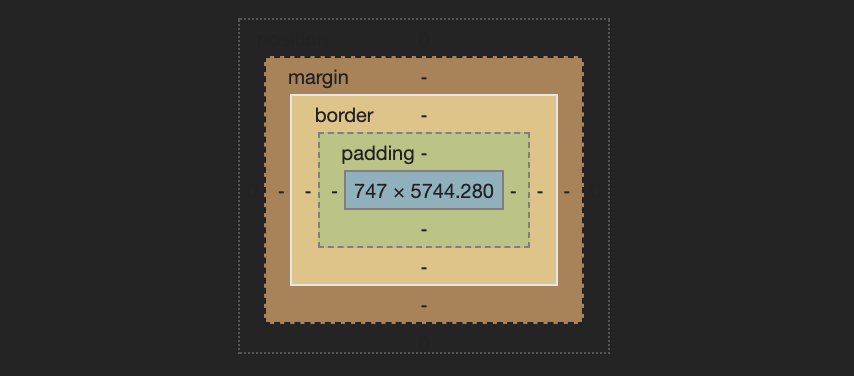 margin -
border -
padding -
- - - 747 × 5744.280 - - -
-
-
-